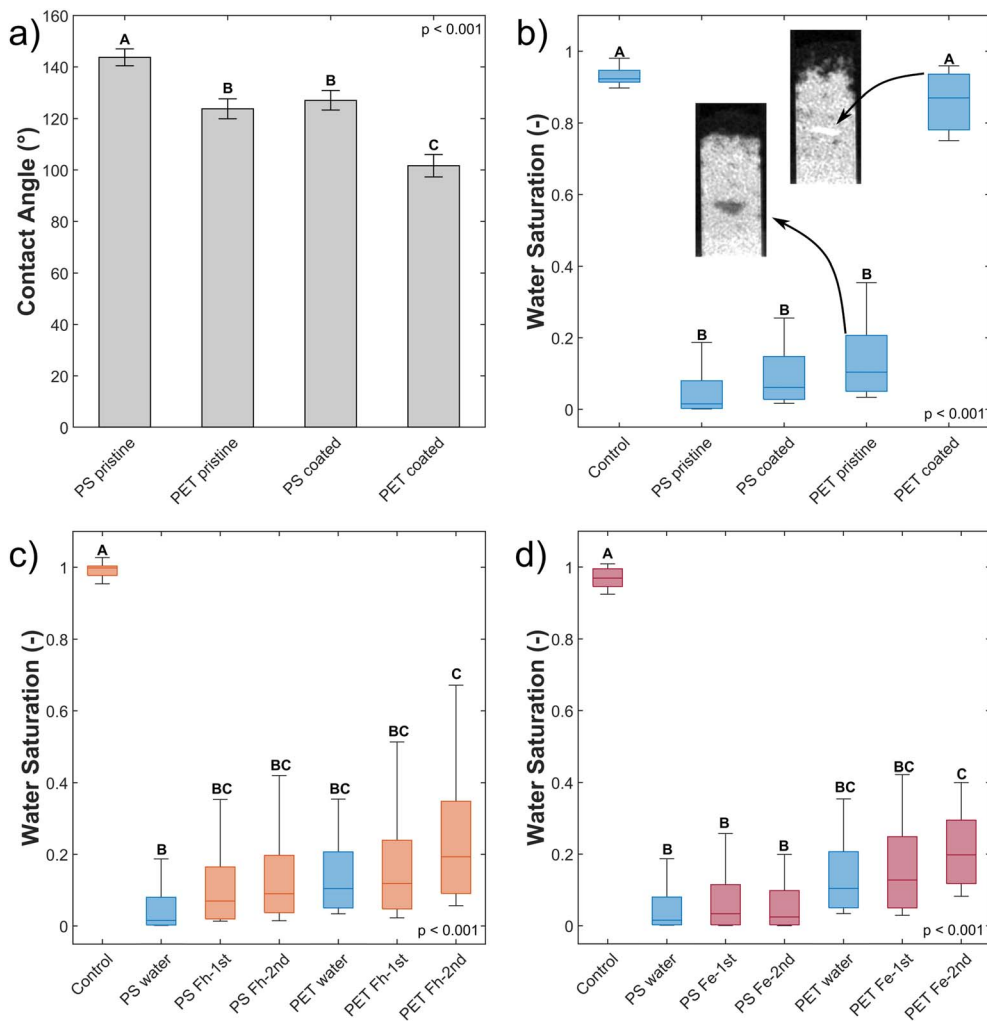 a)
Contact Angle (°)
160
140
120
100
80
60
40
20
0
A
B
B
C
p < 0.001
PS pristine
PET pristine
PS coated
PET coated
b)
Water Saturation (-)
1
0.8
0.6
0.4
0.2
0
A
B
B
B
A
p < 0.001
Control
PS pristine
PS coated
PET pristine
PET coated
c)
Water Saturation (-)
1
0.8
0.6
0.4
0.2
0
A
B
BC
BC
BC
BC
C
p < 0.001
Control
PS water
PS Fh-1st
PS Fh-2nd
PET water
PET Fh-1st
PET Fh-2nd
d)
Water Saturation (-)
1
0.8
0.6
0.4
0.2
0
A
B
B
B
BC
BC
C
p < 0.001
Control
PS water
PS Fe-1st
PS Fe-2nd
PET water
PET Fe-1st
PET Fe-2nd